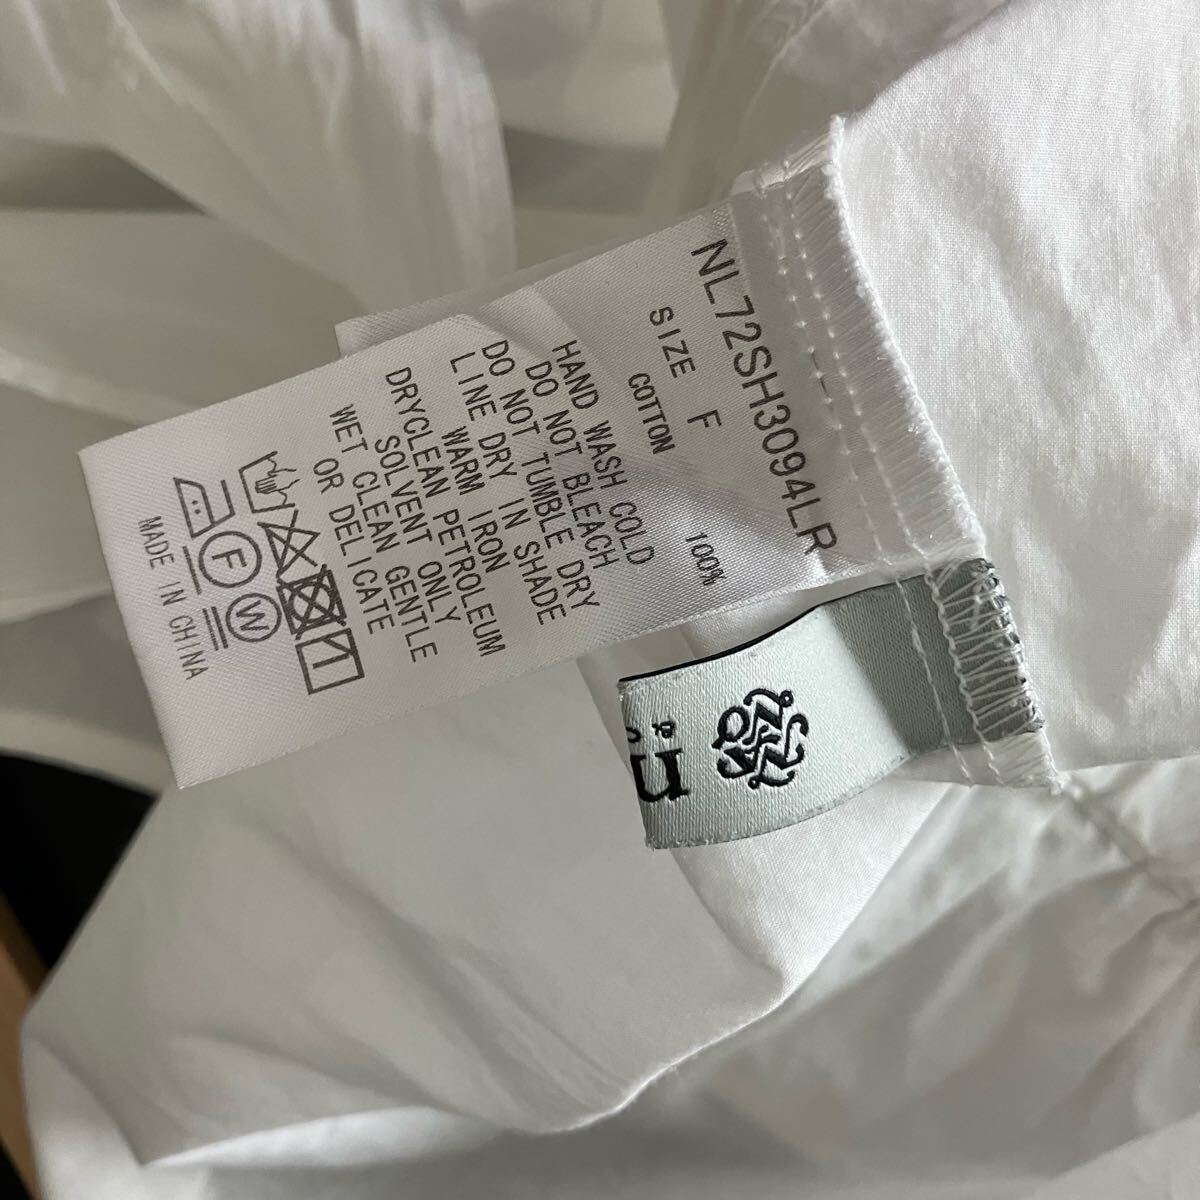 NL72SH3094LR
SIZE F
COTTON 100%
HAND WASH COLD
DO NOT BLEACH
DO NOT TUMBLE DRY
LINE DRY IN SHADE
WARM IRON
DRYCLEAN PETROLEUM
SOLVENT ONLY
WET CLEAN GENTLE
OR DELICATE
F
W
MADE IN CHINA